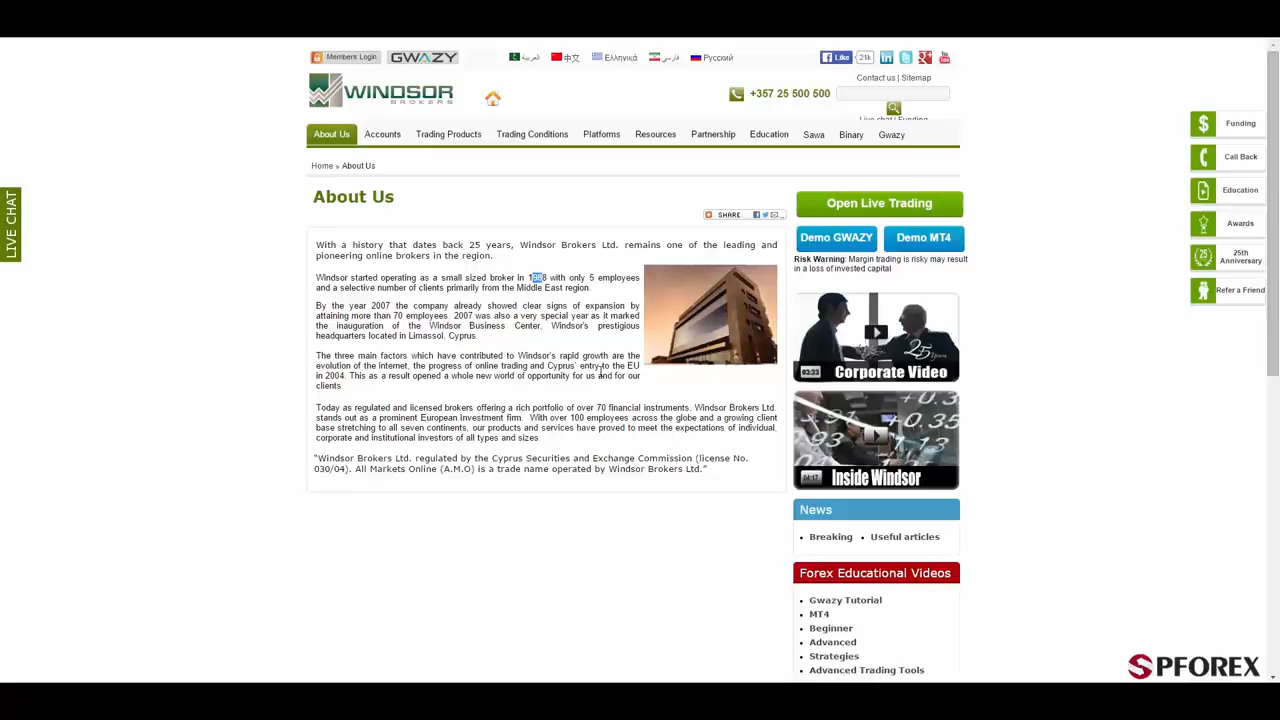 Members Login GWAZY العربية 中文 Ελληνικά فارسی Русский Like 21k
Contact us | Sitemap
WINDSOR
BROKERS
+357 25 500 500
Live chat | Funding
About Us Accounts Trading Products Trading Conditions Platforms Resources Partnership Education Sawa Binary Gwazy
Home » About Us
About Us
SHARE
With a history that dates back 25 years, Windsor Brokers Ltd. remains one of the leading and
pioneering online brokers in the region.
Windsor started operating as a small sized broker in 1988 with only 5 employees
and a selective number of clients primarily from the Middle East region.
By the year 2007 the company already showed clear signs of expansion by
attaining more than 70 employees. 2007 was also a very special year as it marked
the inauguration of the Windsor Business Center, Windsor's prestigious
headquarters located in Limassol, Cyprus.
The three main factors which have contributed to Windsor's rapid growth are the
evolution of the Internet, the progress of online trading and Cyprus' entry to the EU
in 2004. This as a result opened a whole new world of opportunity for us and for our
clients.
Today as regulated and licensed brokers offering a rich portfolio of over 70 financial instruments, Windsor Brokers Ltd.
stands out as a prominent European Investment firm. With over 100 employees across the globe and a growing client
base stretching to all seven continents, our products and services have proved to meet the expectations of individual,
corporate and institutional investors of all types and sizes.
"Windsor Brokers Ltd. regulated by the Cyprus Securities and Exchange Commission (license No.
030/04). All Markets Online (A.M.O) is a trade name operated by Windsor Brokers Ltd."
Open Live Trading
Demo GWAZY Demo MT4
Risk Warning: Margin trading is risky may result
in a loss of invested capital
25 Years
03:33 Corporate Video
04:17 Inside Windsor
News
• Breaking • Useful articles
Forex Educational Videos
• Gwazy Tutorial
• MT4
• Beginner
• Advanced
• Strategies
• Advanced Trading Tools
LIVE CHAT
Funding
Call Back
Education
Awards
25th
Anniversary
Refer a Friend
SPFOREX